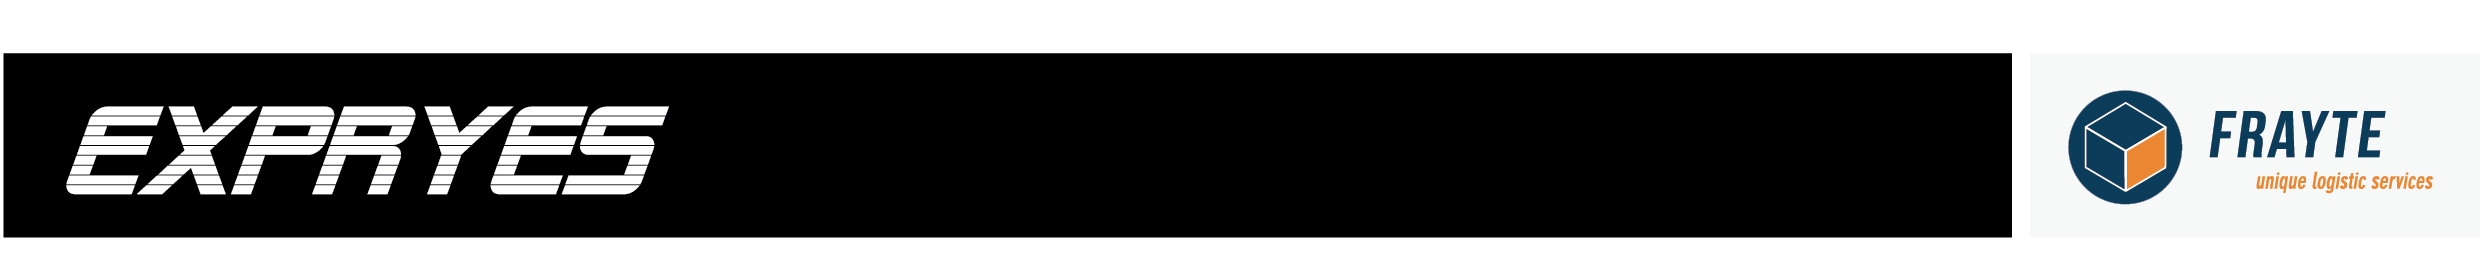 EXPRYES
FRAYTE
unique logistic services